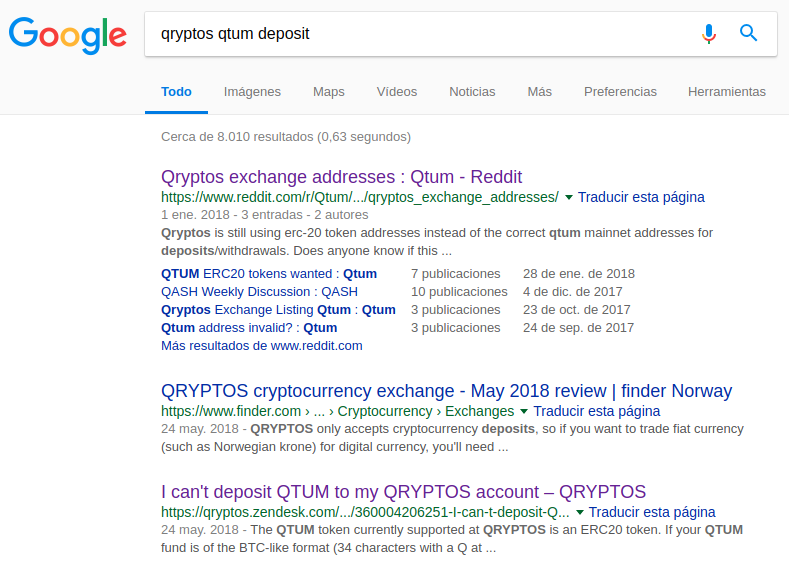 Google
qryptos qtum deposit
Todo Imágenes Maps Vídeos Noticias Más Preferencias Herramientas
Cerca de 8.010 resultados (0,63 segundos)
Qryptos exchange addresses : Qtum - Reddit
https://www.reddit.com/r/Qtum/.../qryptos_exchange_addresses/ Traducir esta página
1 ene. 2018 - 3 entradas - 2 autores
Qryptos is still using erc-20 token addresses instead of the correct qtum mainnet addresses for
deposits/withdrawals. Does anyone know if this ...
QTUM ERC20 tokens wanted : Qtum 7 publicaciones 28 de ene. de 2018
QASH Weekly Discussion : QASH 10 publicaciones 4 de dic. de 2017
Qryptos Exchange Listing Qtum : Qtum 3 publicaciones 23 de oct. de 2017
Qtum address invalid? : Qtum 3 publicaciones 24 de sep. de 2017
Más resultados de www.reddit.com
QRYPTOS cryptocurrency exchange - May 2018 review | finder Norway
https://www.finder.com › ... › Cryptocurrency › Exchanges Traducir esta página
24 may. 2018 - QRYPTOS only accepts cryptocurrency deposits, so if you want to trade fiat currency
(such as Norwegian krone) for digital currency, you'll need ...
I can't deposit QTUM to my QRYPTOS account – QRYPTOS
https://qryptos.zendesk.com/.../360004206251-I-can-t-deposit-Q... Traducir esta página
24 may. 2018 - The QTUM token currently supported at QRYPTOS is an ERC20 token. If your QTUM
fund is of the BTC-like format (34 characters with a Q at ...